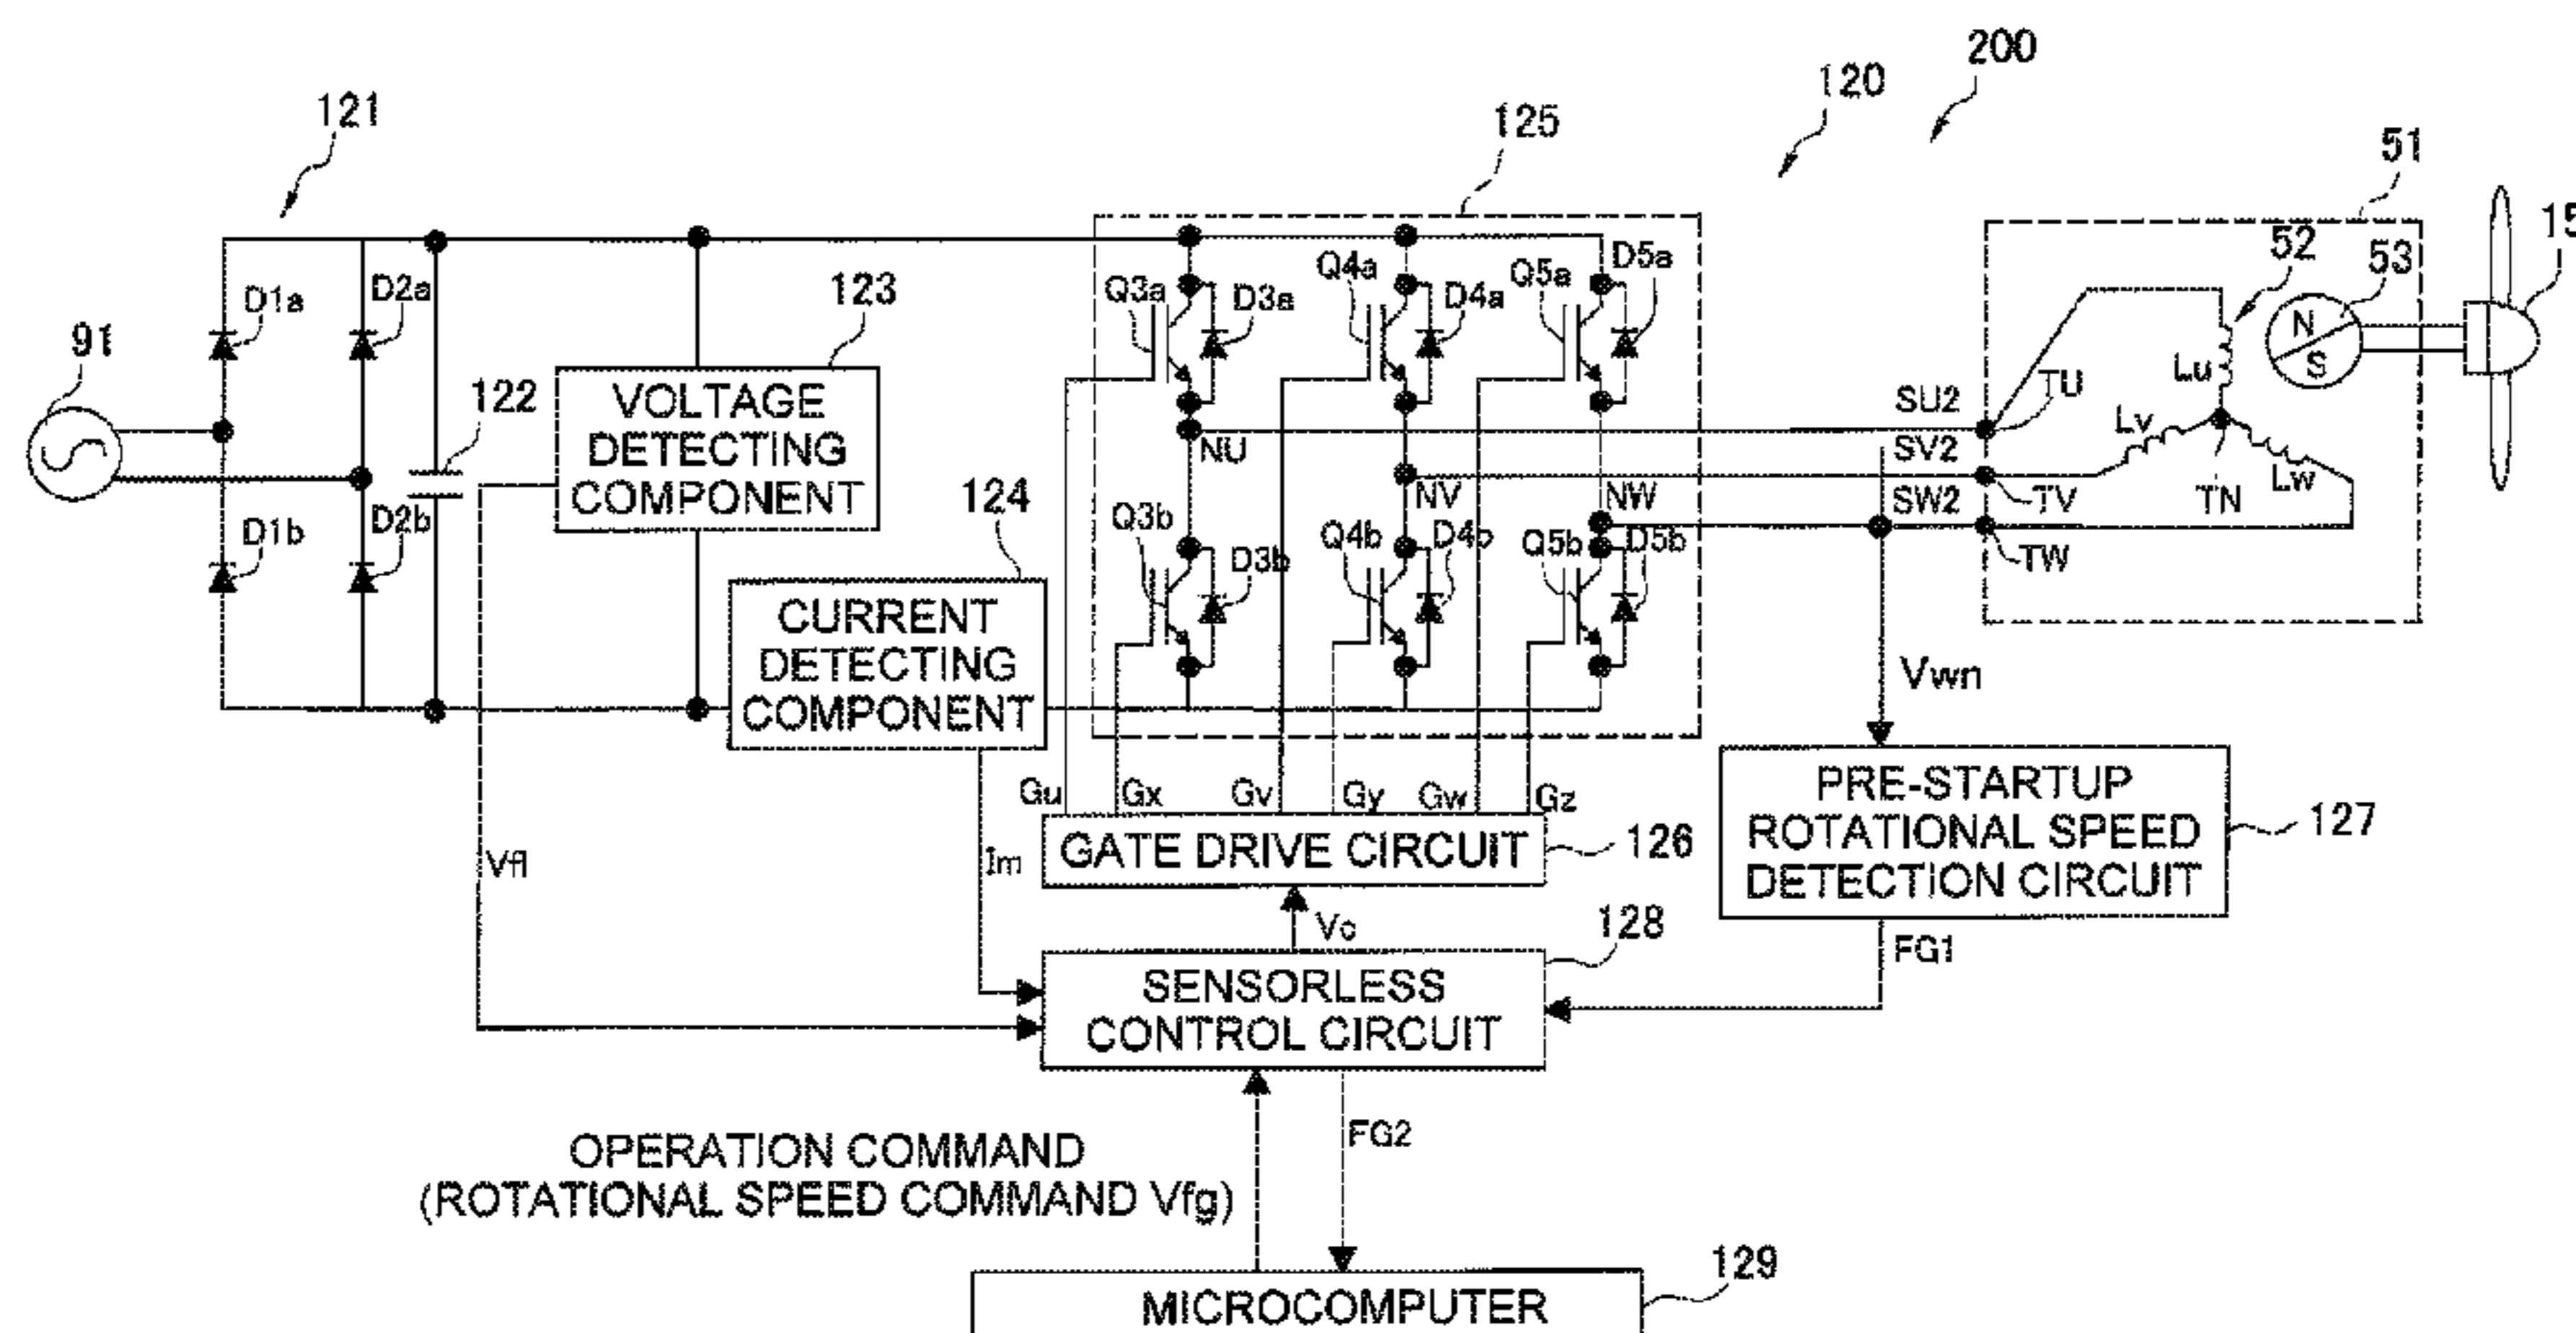 200
120
121
125
51
15
52
53
D1a
D2a
123
Q3a
D3a
Q4a
D4a
Q5a
D5a
N
S
91
122
VOLTAGE
DETECTING
COMPONENT
Lu
SU2
TU
Lv
NU
SV2
124
NV
NW
SW2
TV
TN
Lw
D1b
D2b
Q3b
D3b
Q4b
D4b
Q5b
D5b
TW
CURRENT
DETECTING
COMPONENT
Vwn
Gu
Gx
Gv
Gy
Gw
Gz
PRE-STARTUP
ROTATIONAL SPEED
DETECTION CIRCUIT
127
Vfl
Im
GATE DRIVE CIRCUIT
126
Vc
128
FG1
SENSORLESS
CONTROL CIRCUIT
OPERATION COMMAND
(ROTATIONAL SPEED COMMAND Vfg)
FG2
129
MICROCOMPUTER